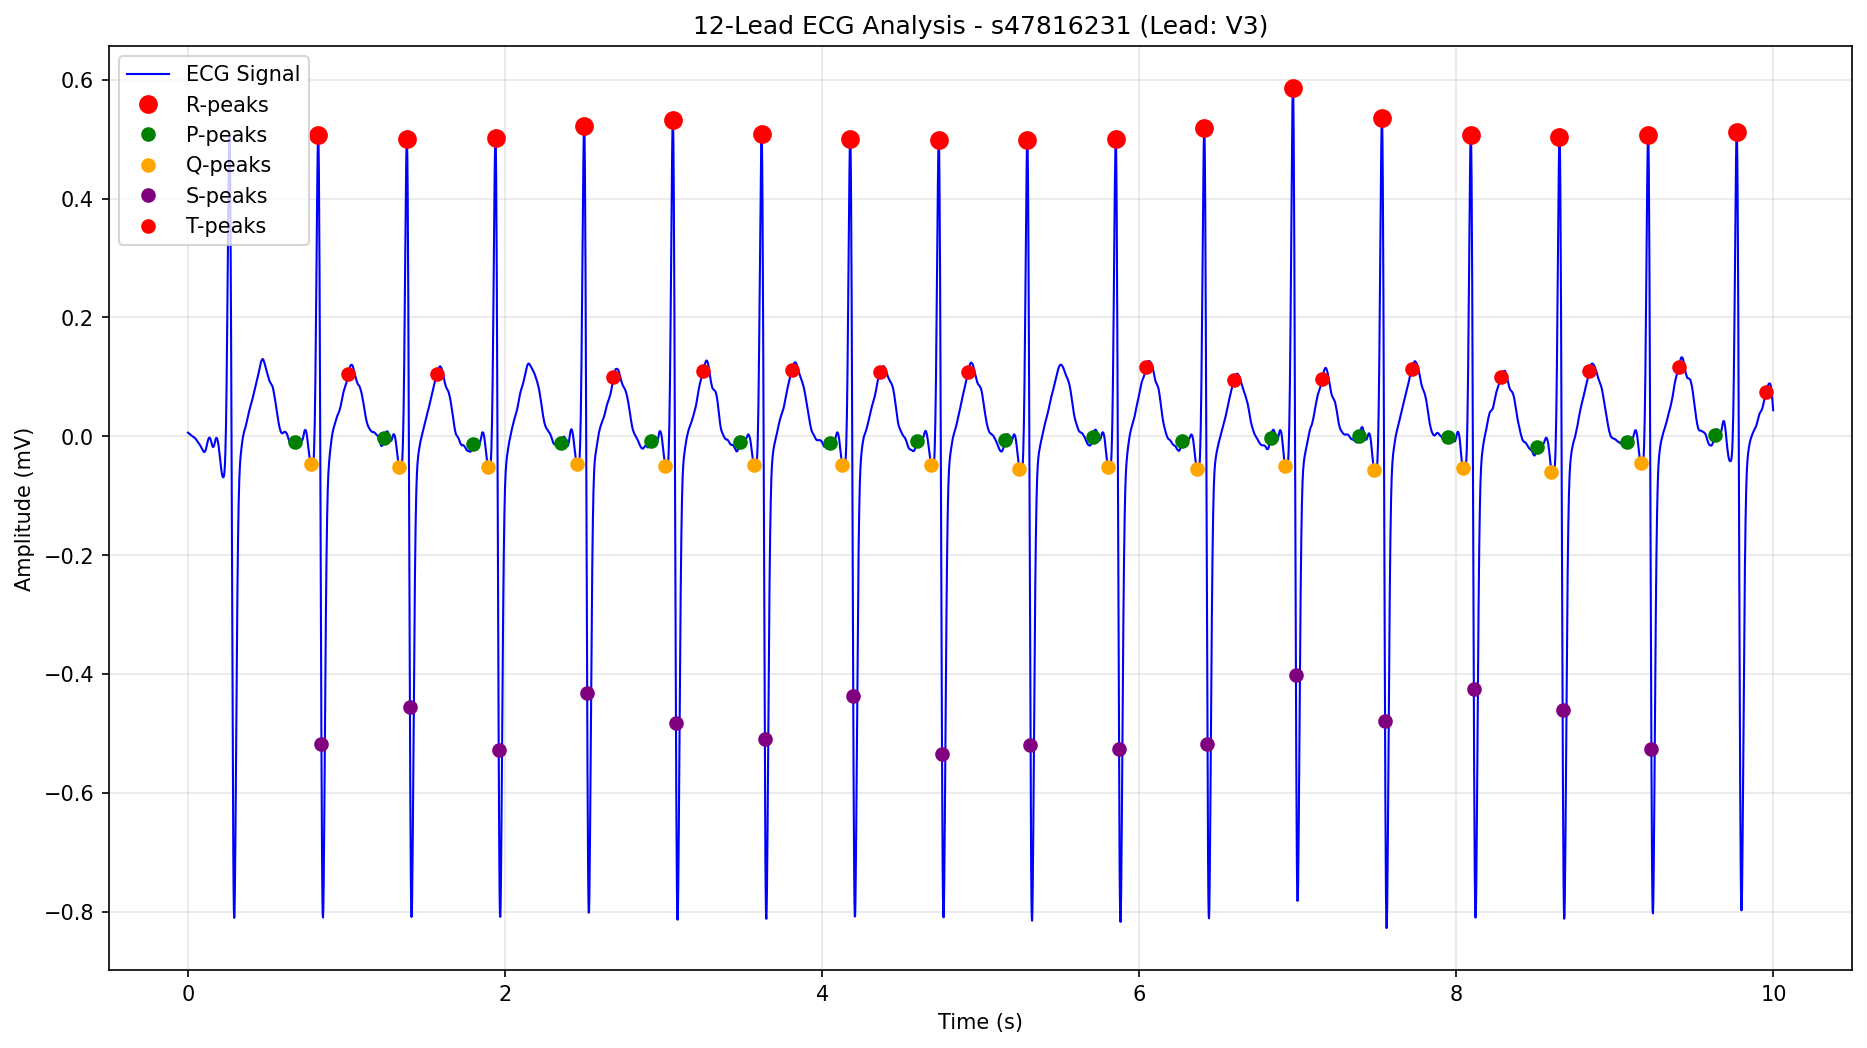 12-Lead ECG Analysis - s47816231 (Lead: V3)
ECG Signal
R-peaks
P-peaks
Q-peaks
S-peaks
T-peaks
0.6
0.4
0.2
0.0
−0.2
−0.4
−0.6
−0.8
Amplitude (mV)
0
2
4
6
8
10
Time (s)